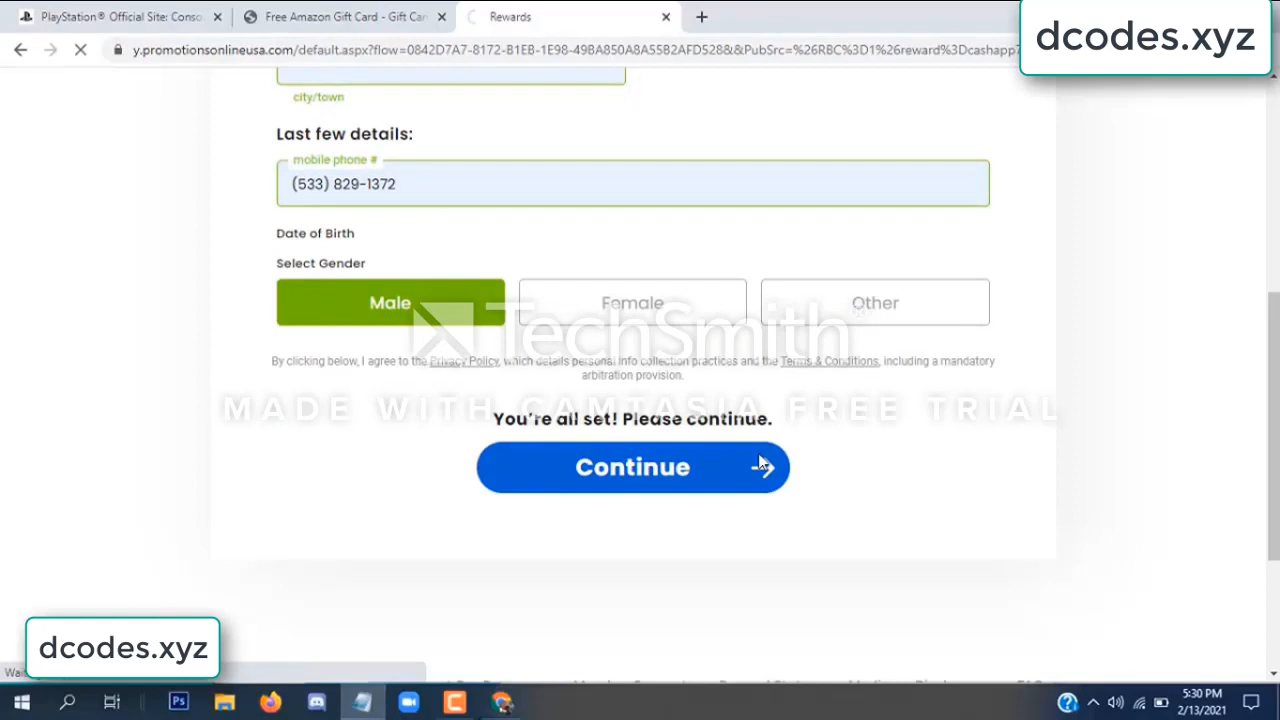 PlayStation® Official Site: Conso
Free Amazon Gift Card - Gift Car
Rewards
y.promotionsonlineusa.com/default.aspx?flow=0842D7A7-8172-B1EB-1E98-49BA850A8A55B2AFD528&&PubSrc=%26RBC%3D1%26reward%3Dcashapp7
dcodes.xyz
city/town
Last few details:
mobile phone #
(533) 829-1372
Date of Birth
Select Gender
Male
Female
Other
TechSmith
By clicking below, I agree to the Privacy Policy, which details personal info collection practices and the Terms & Conditions, including a mandatory
arbitration provision.
MADE WITH CAMTASIA FREE TRIAL
You're all set! Please continue.
Continue
dcodes.xyz
Wai
Ps
5:30 PM
2/13/2021